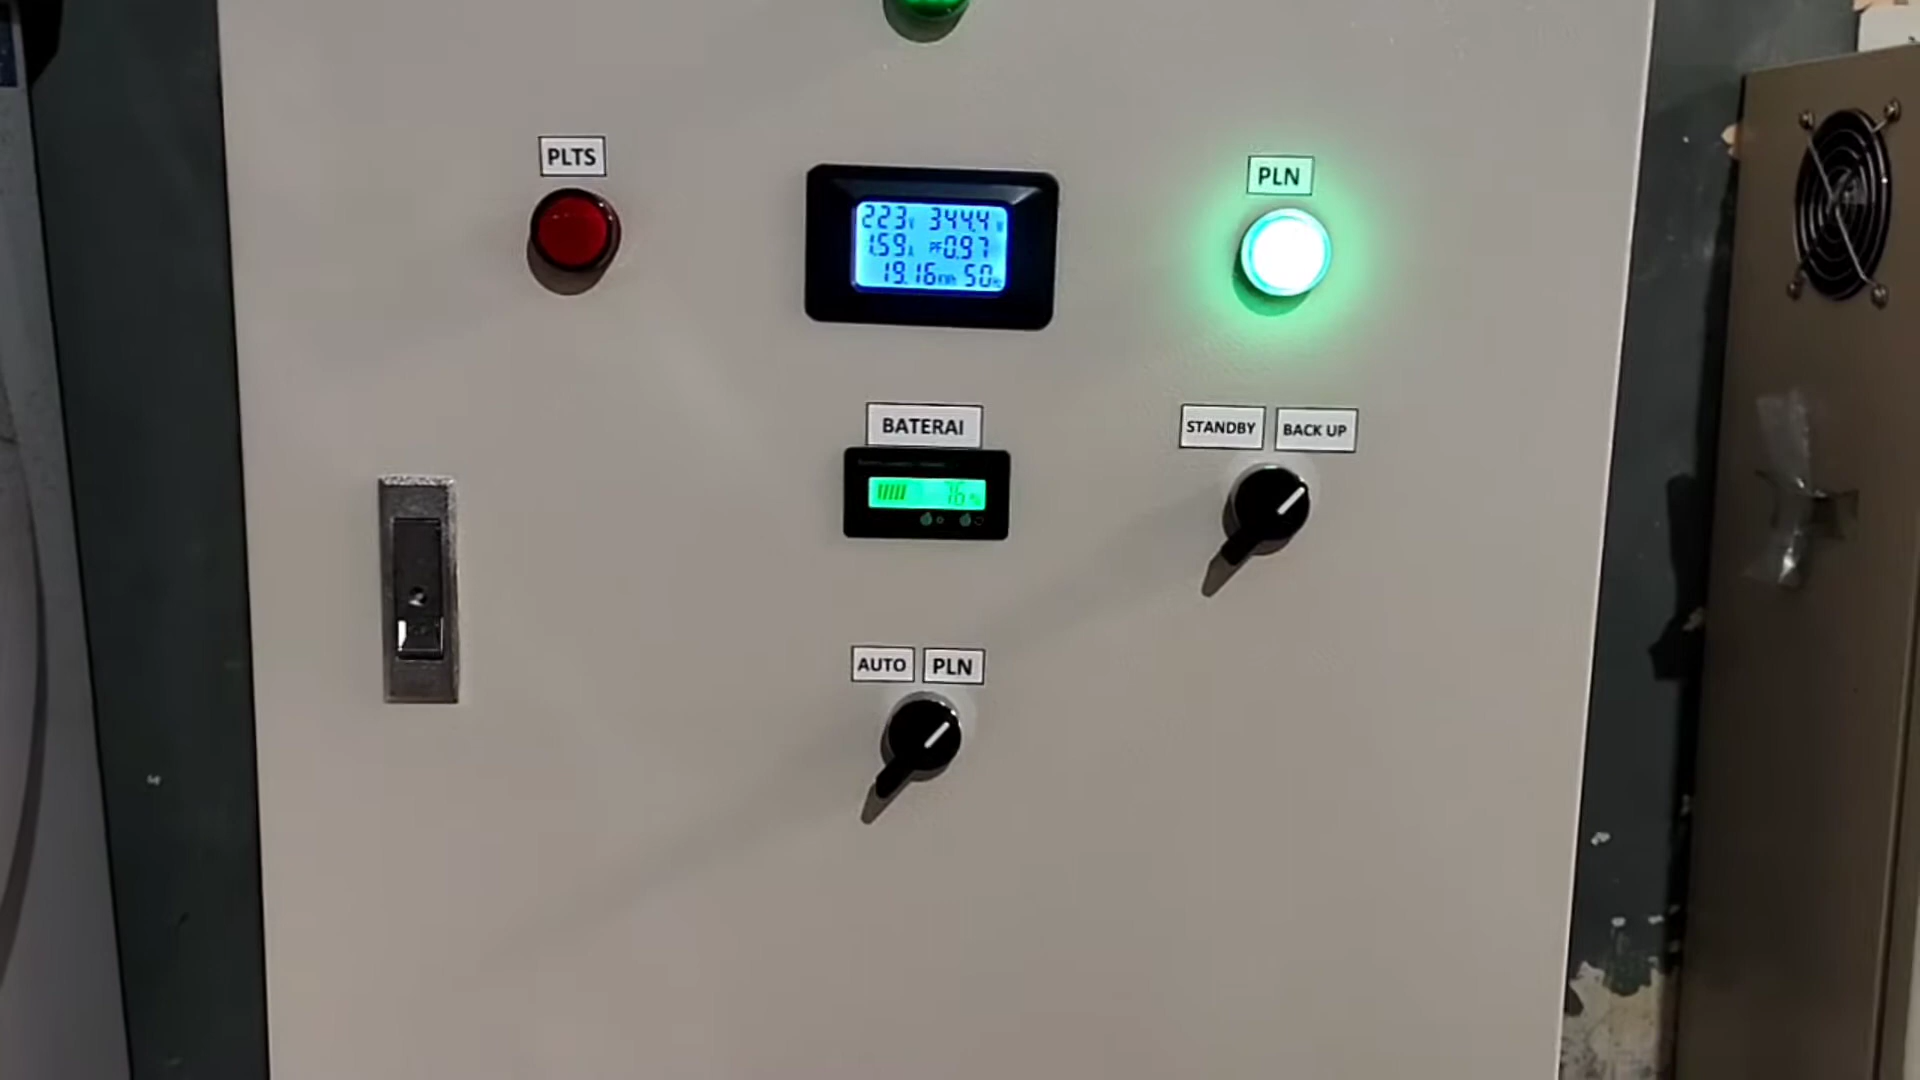 PLTS
PLN
223V 344.4W
1.59A PF0.97
19.16kWh 50Hz
BATERAI
76%
STANDBY BACK UP
AUTO PLN